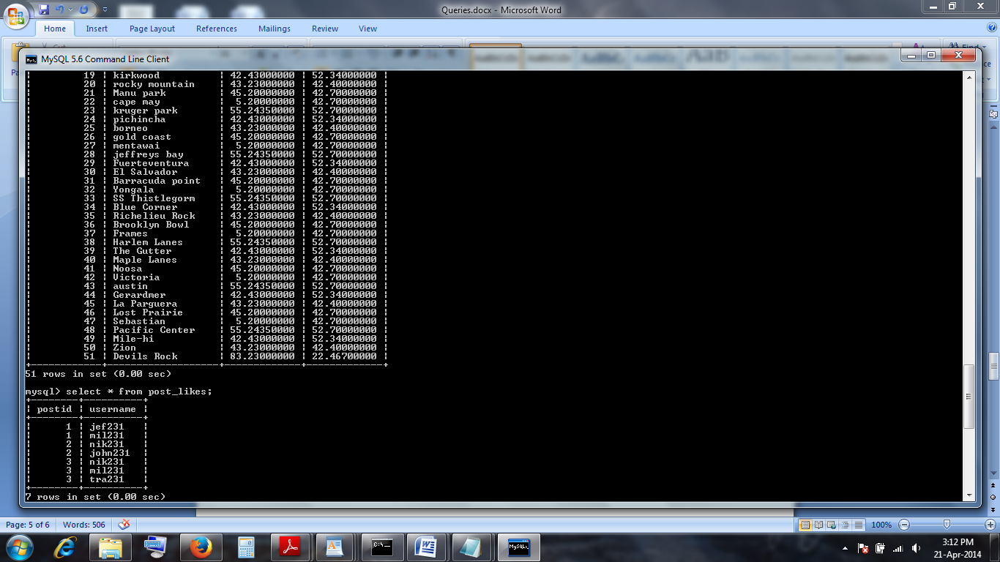 Queries.docx - Microsoft Word
Home Insert Page Layout References Mailings Review View
Cut
Find
MySQL 5.6 Command Line Client
| 19 | kirkwood | 42.43000000 | 52.34000000 |
| 20 | rocky mountain | 43.23000000 | 42.40000000 |
| 21 | Manu park | 45.20000000 | 42.70000000 |
| 22 | cape may | 5.20000000 | 42.70000000 |
| 23 | kruger park | 55.24350000 | 52.70000000 |
| 24 | pichincha | 42.43000000 | 52.34000000 |
| 25 | borneo | 43.23000000 | 42.40000000 |
| 26 | gold coast | 45.20000000 | 42.70000000 |
| 27 | mentawai | 5.20000000 | 42.70000000 |
| 28 | jeffreys bay | 55.24350000 | 52.70000000 |
| 29 | Fuerteventura | 42.43000000 | 52.34000000 |
| 30 | El Salvador | 43.23000000 | 42.40000000 |
| 31 | Barracuda point | 45.20000000 | 42.70000000 |
| 32 | Yongala | 5.20000000 | 42.70000000 |
| 33 | SS Thistlegorm | 55.24350000 | 52.70000000 |
| 34 | Blue Corner | 42.43000000 | 52.34000000 |
| 35 | Richelieu Rock | 43.23000000 | 42.40000000 |
| 36 | Brooklyn Bowl | 45.20000000 | 42.70000000 |
| 37 | Frames | 5.20000000 | 42.70000000 |
| 38 | Harlem Lanes | 55.24350000 | 52.70000000 |
| 39 | The Gutter | 42.43000000 | 52.34000000 |
| 40 | Maple Lanes | 43.23000000 | 42.40000000 |
| 41 | Noosa | 45.20000000 | 42.70000000 |
| 42 | Victoria | 5.20000000 | 42.70000000 |
| 43 | austin | 55.24350000 | 52.70000000 |
| 44 | Gerardmer | 42.43000000 | 52.34000000 |
| 45 | La Parguera | 43.23000000 | 42.40000000 |
| 46 | Lost Prairie | 45.20000000 | 42.70000000 |
| 47 | Sebastian | 5.20000000 | 42.70000000 |
| 48 | Pacific Center | 55.24350000 | 52.70000000 |
| 49 | Mile-hi | 42.43000000 | 52.34000000 |
| 50 | Zion | 43.23000000 | 42.40000000 |
| 51 | Devils Rock | 83.23000000 | 22.46700000 |
51 rows in set (0.00 sec)
mysql> select * from post_likes;
| postid | username |
| 1 | jef231 |
| 1 | mil231 |
| 2 | nik231 |
| 2 | john231 |
| 3 | nik231 |
| 3 | mil231 |
| 3 | tra231 |
7 rows in set (0.00 sec)
Page: 5 of 6 Words: 506 100%
3:12 PM
21-Apr-2014